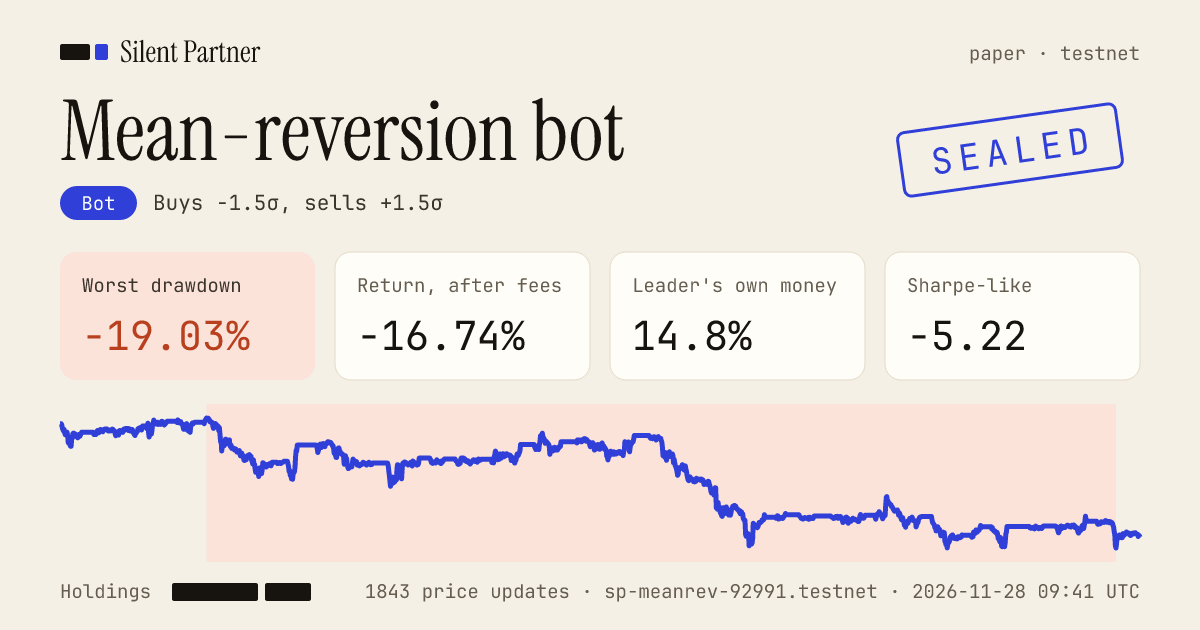 Silent Partner
paper · testnet
Mean-reversion bot
SEALED
Bot
Buys -1.5σ, sells +1.5σ
Worst drawdown
-19.03%
Return, after fees
-16.74%
Leader's own money
14.8%
Sharpe-like
-5.22
Holdings
1843 price updates · sp-meanrev-92991.testnet · 2026-11-28 09:41 UTC